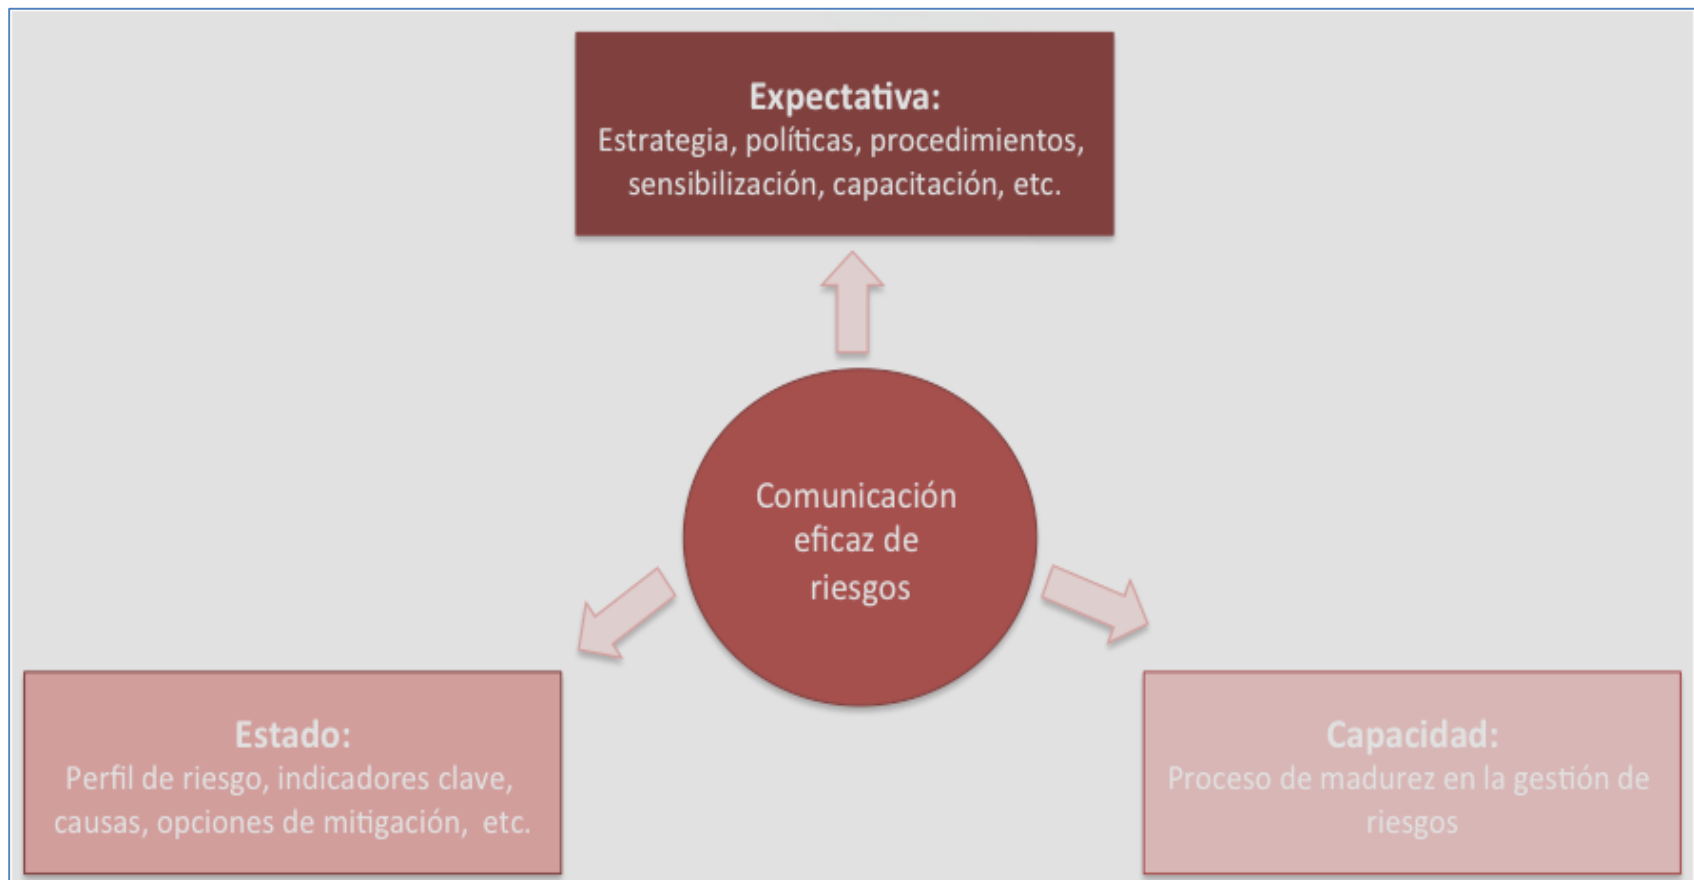 Expectativa:
Estrategia, políticas, procedimientos,
sensibilización, capacitación, etc.
Comunicación
eficaz de
riesgos
Estado:
Perfil de riesgo, indicadores clave,
causas, opciones de mitigación, etc.
Capacidad:
Proceso de madurez en la gestión de
riesgos